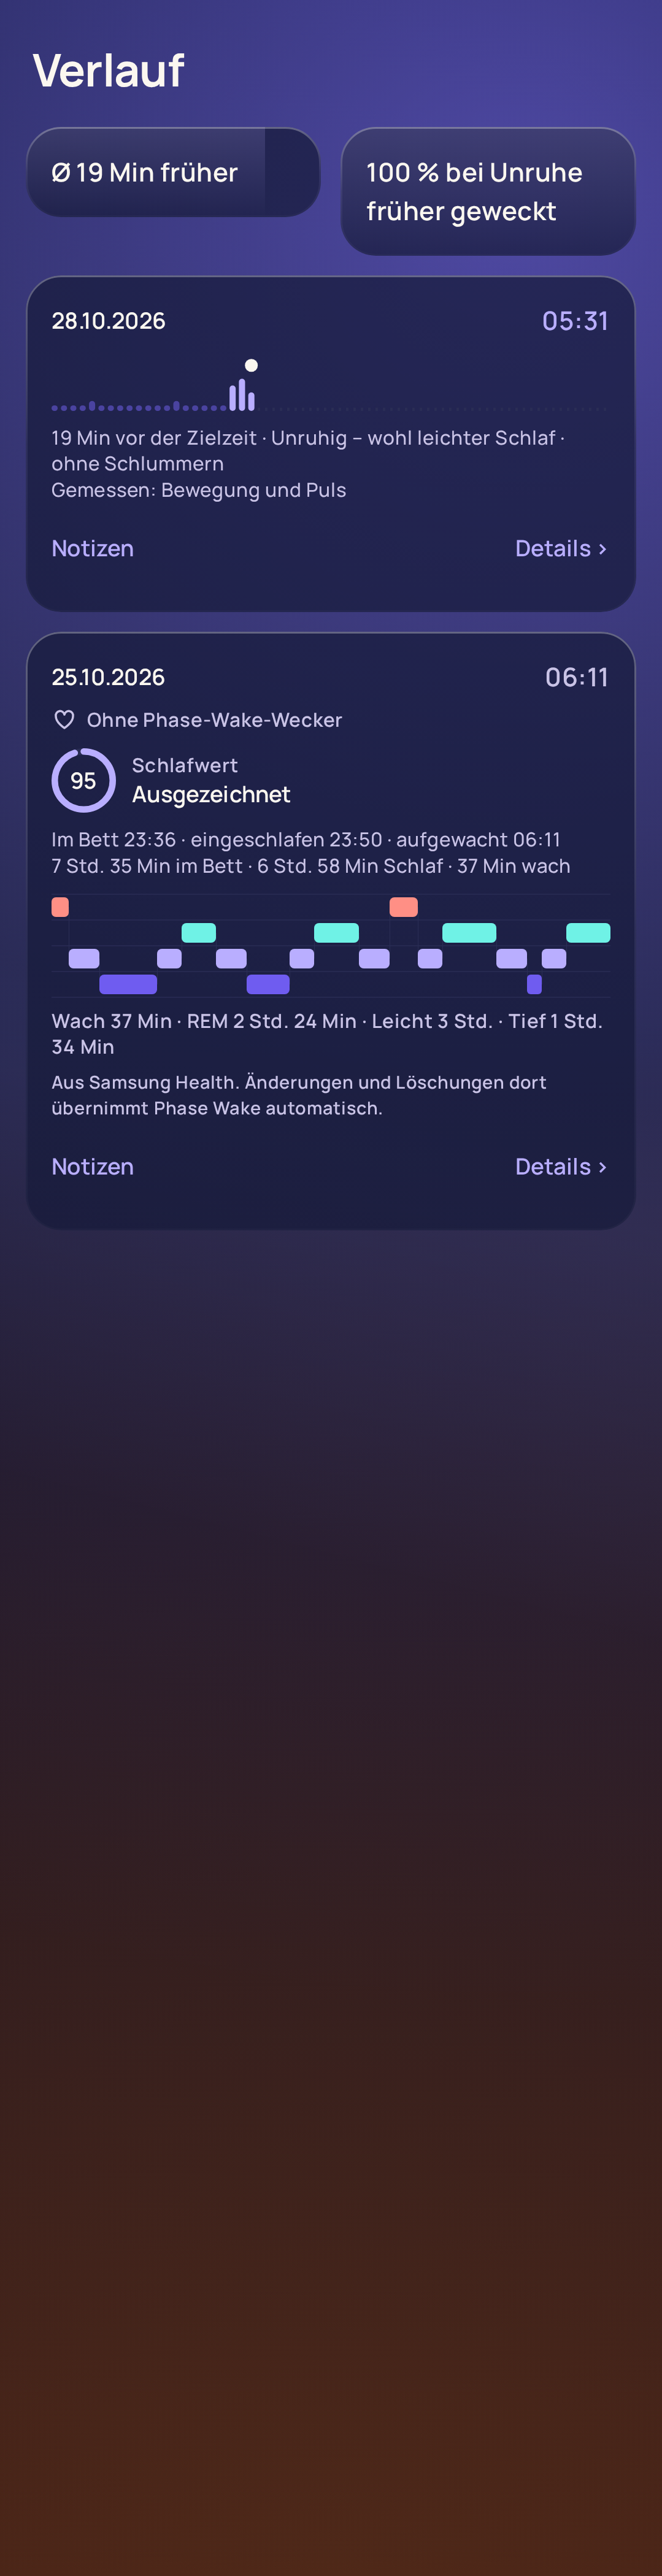 Verlauf
Ø 19 Min früher
100 % bei Unruhe
früher geweckt
28.10.2026
05:31
19 Min vor der Zielzeit · Unruhig – wohl leichter Schlaf ·
ohne Schlummern
Gemessen: Bewegung und Puls
Notizen
Details ›
25.10.2026
06:11
Ohne Phase-Wake-Wecker
95
Schlafwert
Ausgezeichnet
Im Bett 23:36 · eingeschlafen 23:50 · aufgewacht 06:11
7 Std. 35 Min im Bett · 6 Std. 58 Min Schlaf · 37 Min wach
Wach 37 Min · REM 2 Std. 24 Min · Leicht 3 Std. · Tief 1 Std.
34 Min
Aus Samsung Health. Änderungen und Löschungen dort
übernimmt Phase Wake automatisch.
Notizen
Details ›